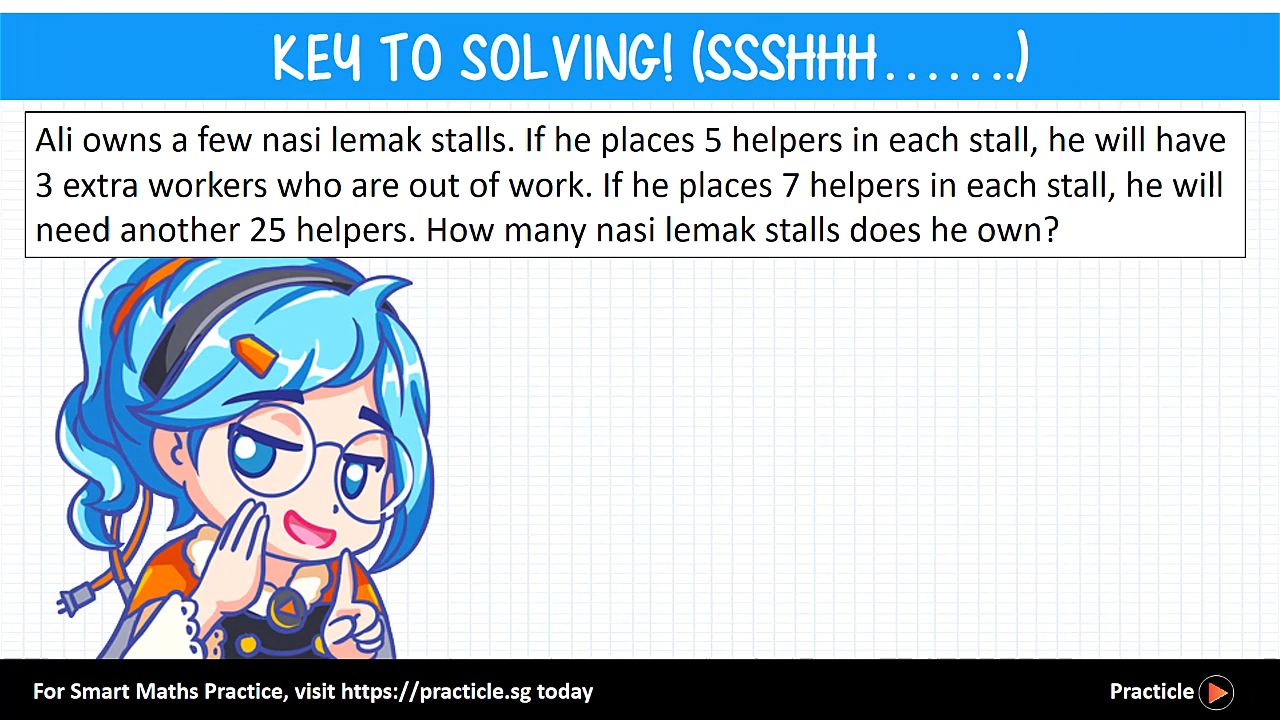 KEY TO SOLVING! (SSSHHH.......)
Ali owns a few nasi lemak stalls. If he places 5 helpers in each stall, he will have
3 extra workers who are out of work. If he places 7 helpers in each stall, he will
need another 25 helpers. How many nasi lemak stalls does he own?
For Smart Maths Practice, visit https://practicle.sg today
Practicle